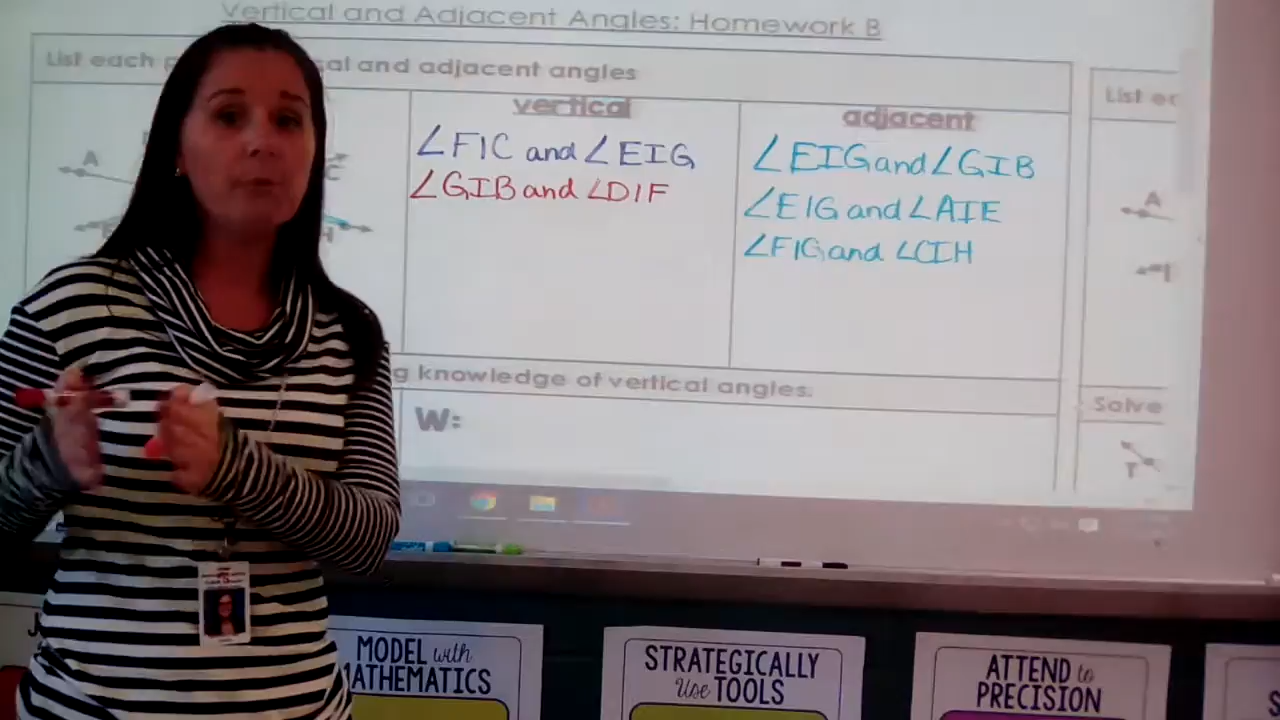 Vertical and Adjacent Angles: Homework B
List each al and adjacent angles
List
vertical
adjacent
∠FIC and ∠EIG
∠GIB and ∠DIF
∠EIG and ∠GIB
∠EIG and ∠AIE
∠FIG and ∠CIH
A
C
H
A
g knowledge of vertical angles.
W:
Solve
T
MODEL with
MATHEMATICS
STRATEGICALLY
Use TOOLS
ATTEND to
PRECISION